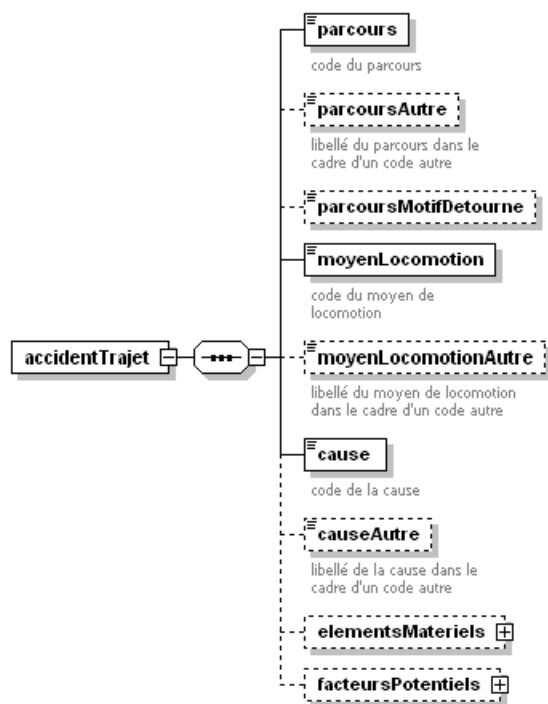 parcours
code du parcours
parcoursAutre
libellé du parcours dans le
cadre d'un code autre
parcoursMotifDetourne
moyenLocomotion
code du moyen de
locomotion
accidentTrajet
moyenLocomotionAutre
libellé du moyen de locomotion
dans le cadre d'un code autre
cause
code de la cause
causeAutre
libellé de la cause dans le
cadre d'un code autre
elementsMateriels
facteursPotentiels